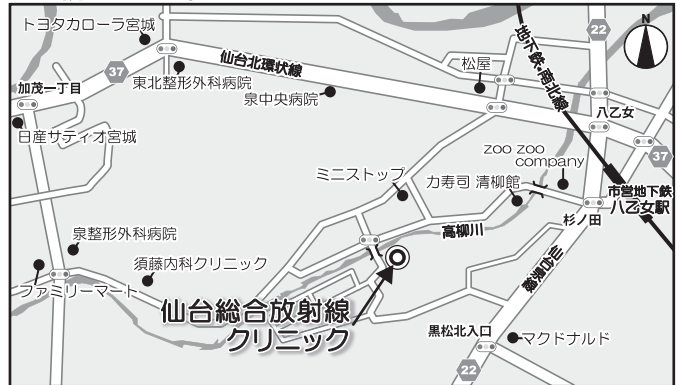 トヨタカローラ宮城
N
22
仙台北環状線
地下鉄・南北線
松屋
37
東北整形外科病院
加茂一丁目
泉中央病院
八乙女
日産サティオ宮城
zoo zoo
company
37
ミニストップ
力寿司 清柳館
市営地下鉄
八乙女駅
杉ノ田
高柳川
泉整形外科病院
須藤内科クリニック
ファミリーマート
仙台泉線
仙台総合放射線
クリニック
黒松北入口
マクドナルド
22